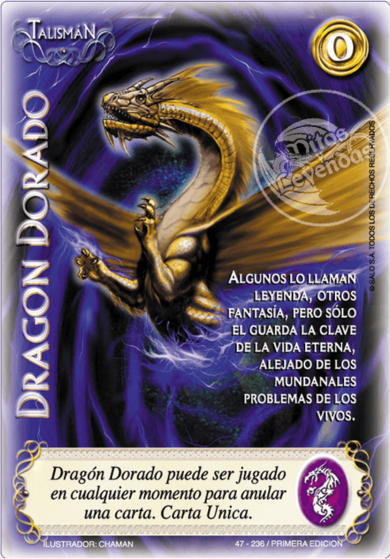 TALISMÁN
0
DRAGON DORADO
Mitos
y
Leyendas
© SALO S.A. TODOS LOS DERECHOS RESERVADOS
ALGUNOS LO LLAMAN
LEYENDA, OTROS
FANTASÍA, PERO SÓLO
EL GUARDA LA CLAVE
DE LA VIDA ETERNA,
ALEJADO DE LOS
MUNDANALES
PROBLEMAS DE LOS
VIVOS.
Dragón Dorado puede ser jugado
en cualquier momento para anular
una carta. Carta Unica.
ILUSTRADOR: CHAMAN
47 - 236 / PRIMERA EDICION